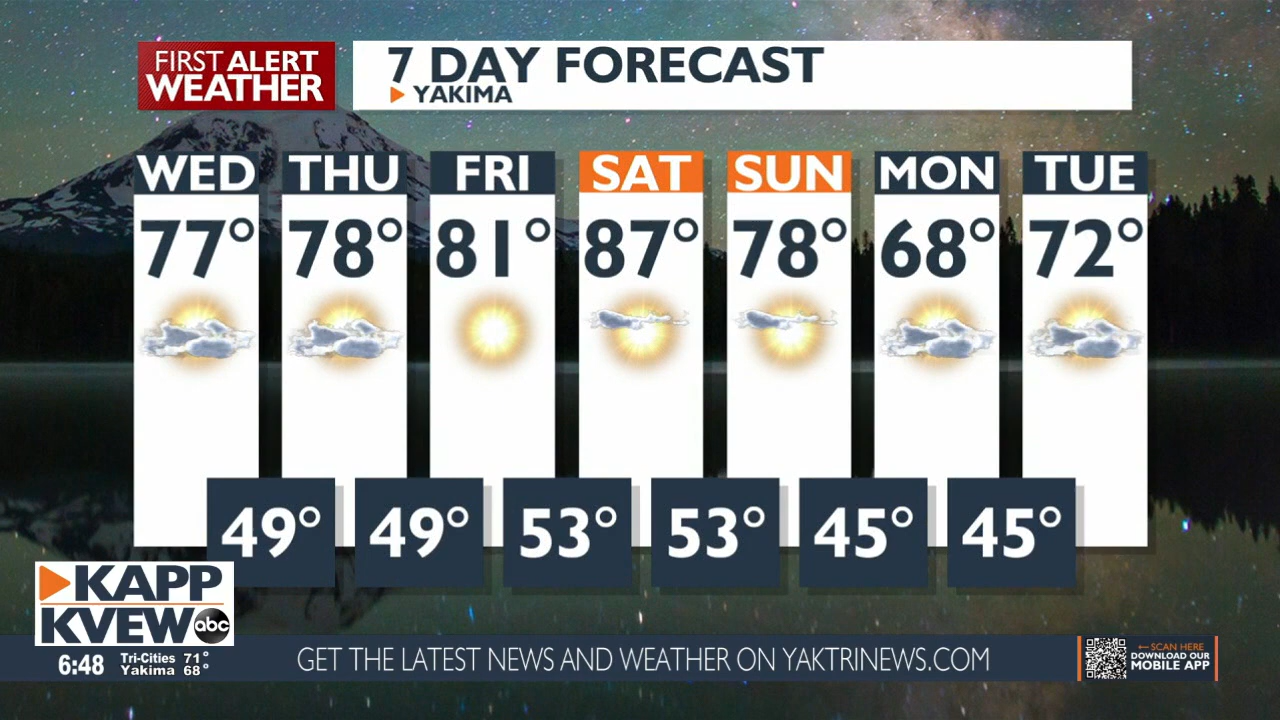 FIRST ALERT
WEATHER
7 DAY FORECAST
YAKIMA
WED THU FRI SAT SUN MON TUE
77° 78° 81° 87° 78° 68° 72°
49° 49° 53° 53° 45° 45°
KAPP
KVEW abc
6:48
Tri-Cities 71°
Yakima 68°
GET THE LATEST NEWS AND WEATHER ON YAKTRINEWS.COM
SCAN HERE
DOWNLOAD OUR
MOBILE APP